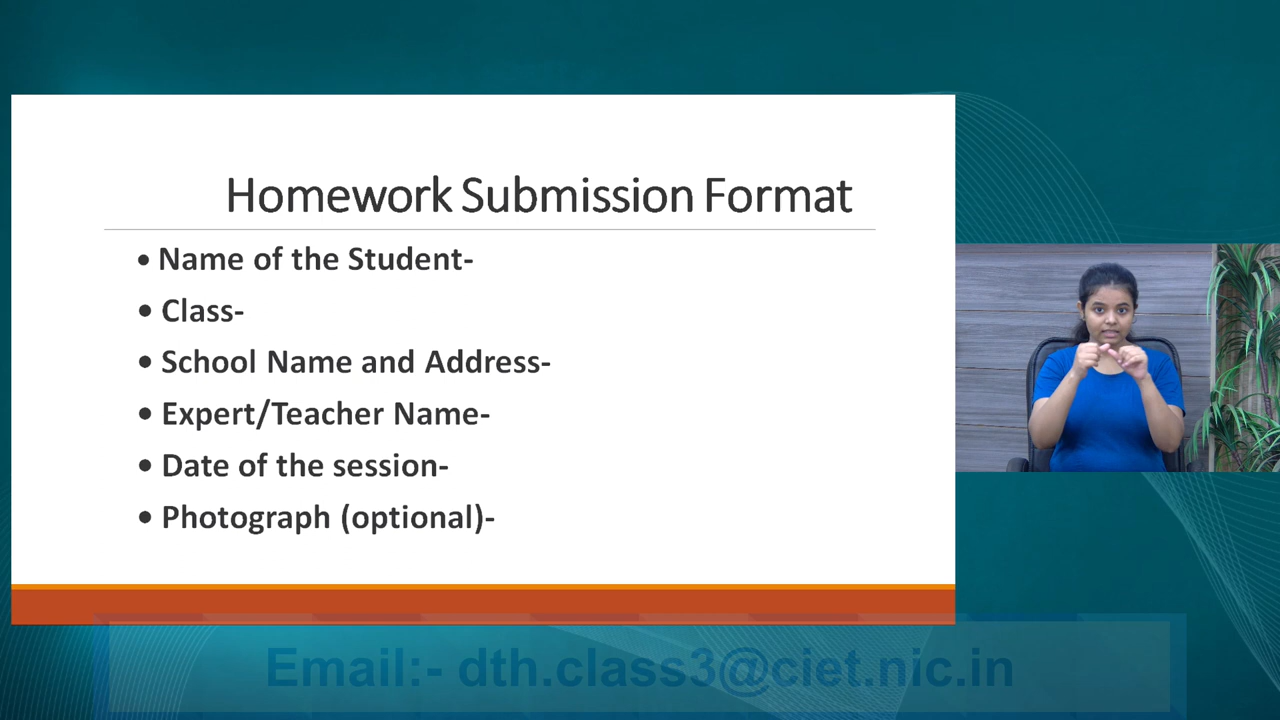 Homework Submission Format
• Name of the Student-
• Class-
• School Name and Address-
• Expert/Teacher Name-
• Date of the session-
• Photograph (optional)-
Email:- dth.class3@ciet.nic.in